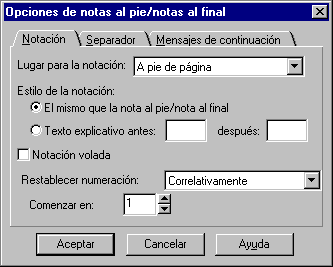 Opciones de notas al pie/notas al final
Notación Separador Mensajes de continuación
Lugar para la notación: A pie de página
Estilo de la notación:
El mismo que la nota al pie/nota al final
Texto explicativo antes: después:
Notación volada
Restablecer numeración: Correlativamente
Comenzar en: 1
Aceptar Cancelar Ayuda